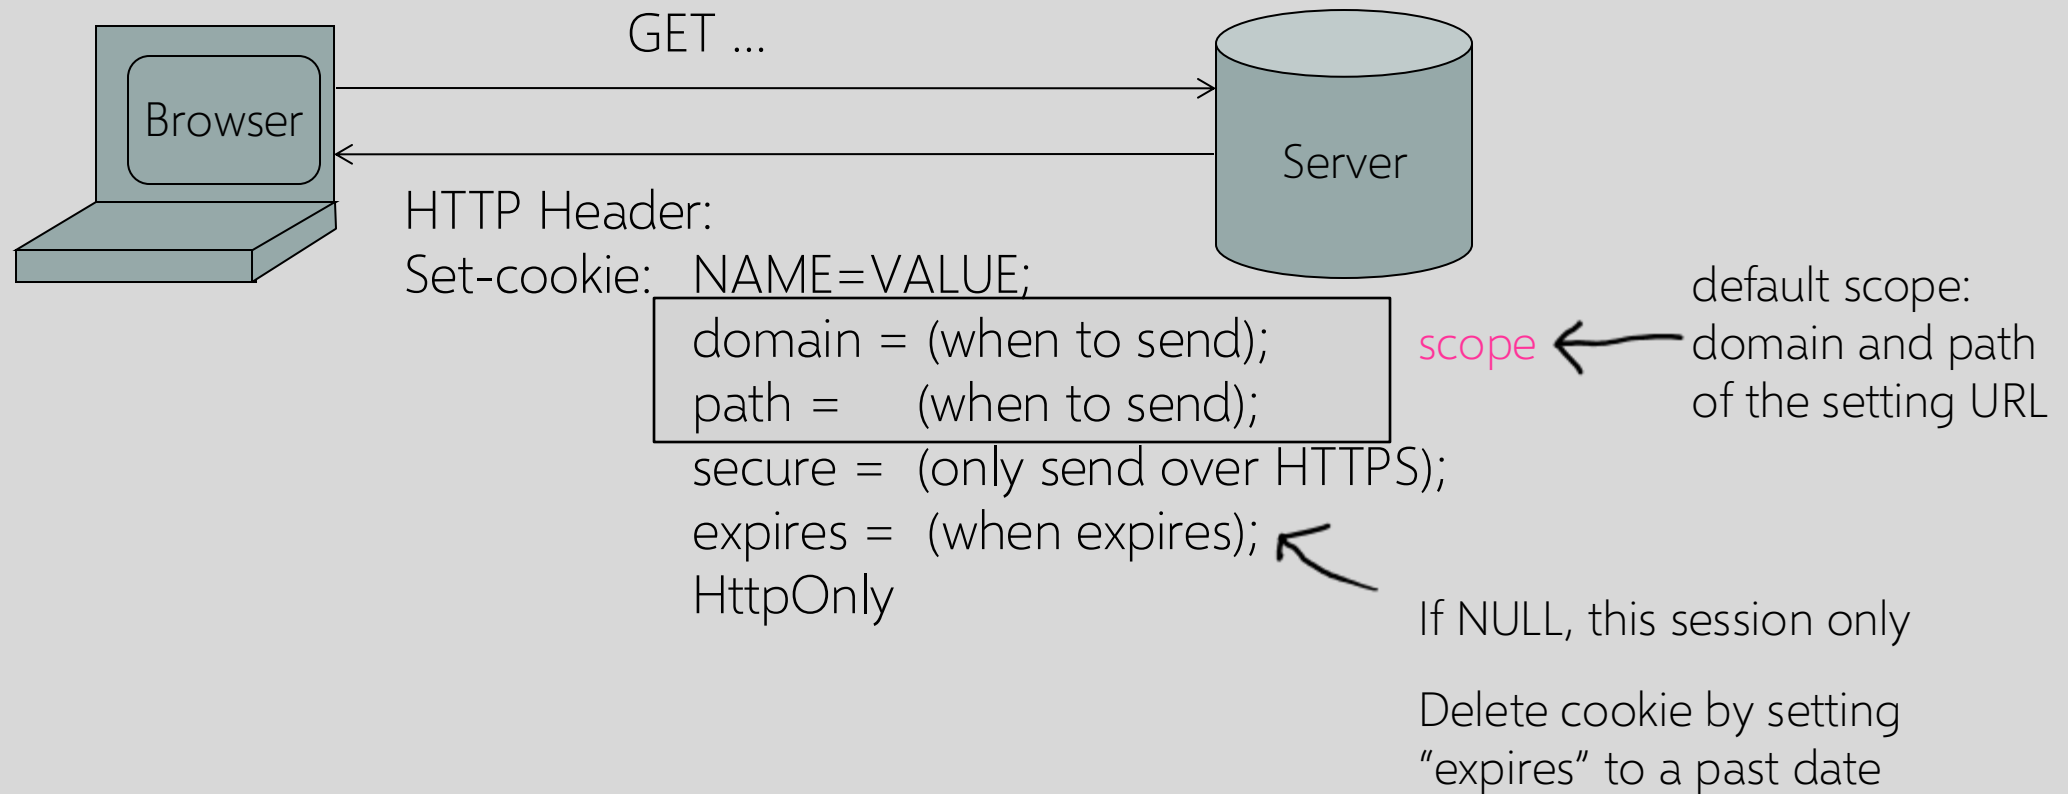 GET ...
Browser
Server
HTTP Header:
Set-cookie: NAME=VALUE;
domain = (when to send);
path = (when to send);
secure = (only send over HTTPS);
expires = (when expires);
HttpOnly
scope
default scope:
domain and path
of the setting URL
If NULL, this session only
Delete cookie by setting
“expires” to a past date